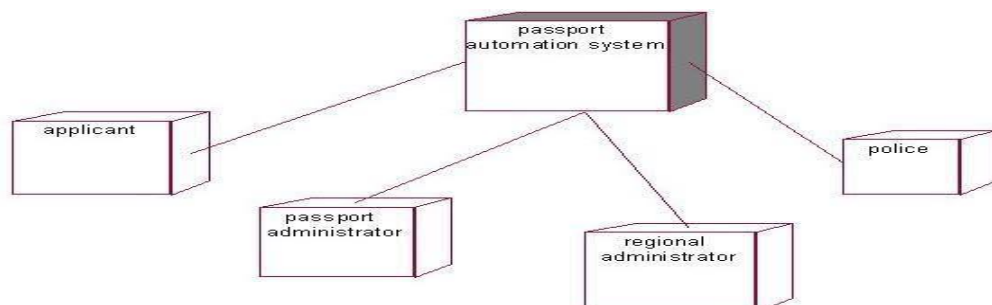 passport
automation system
applicant
police
passport
administrator
regional
administrator